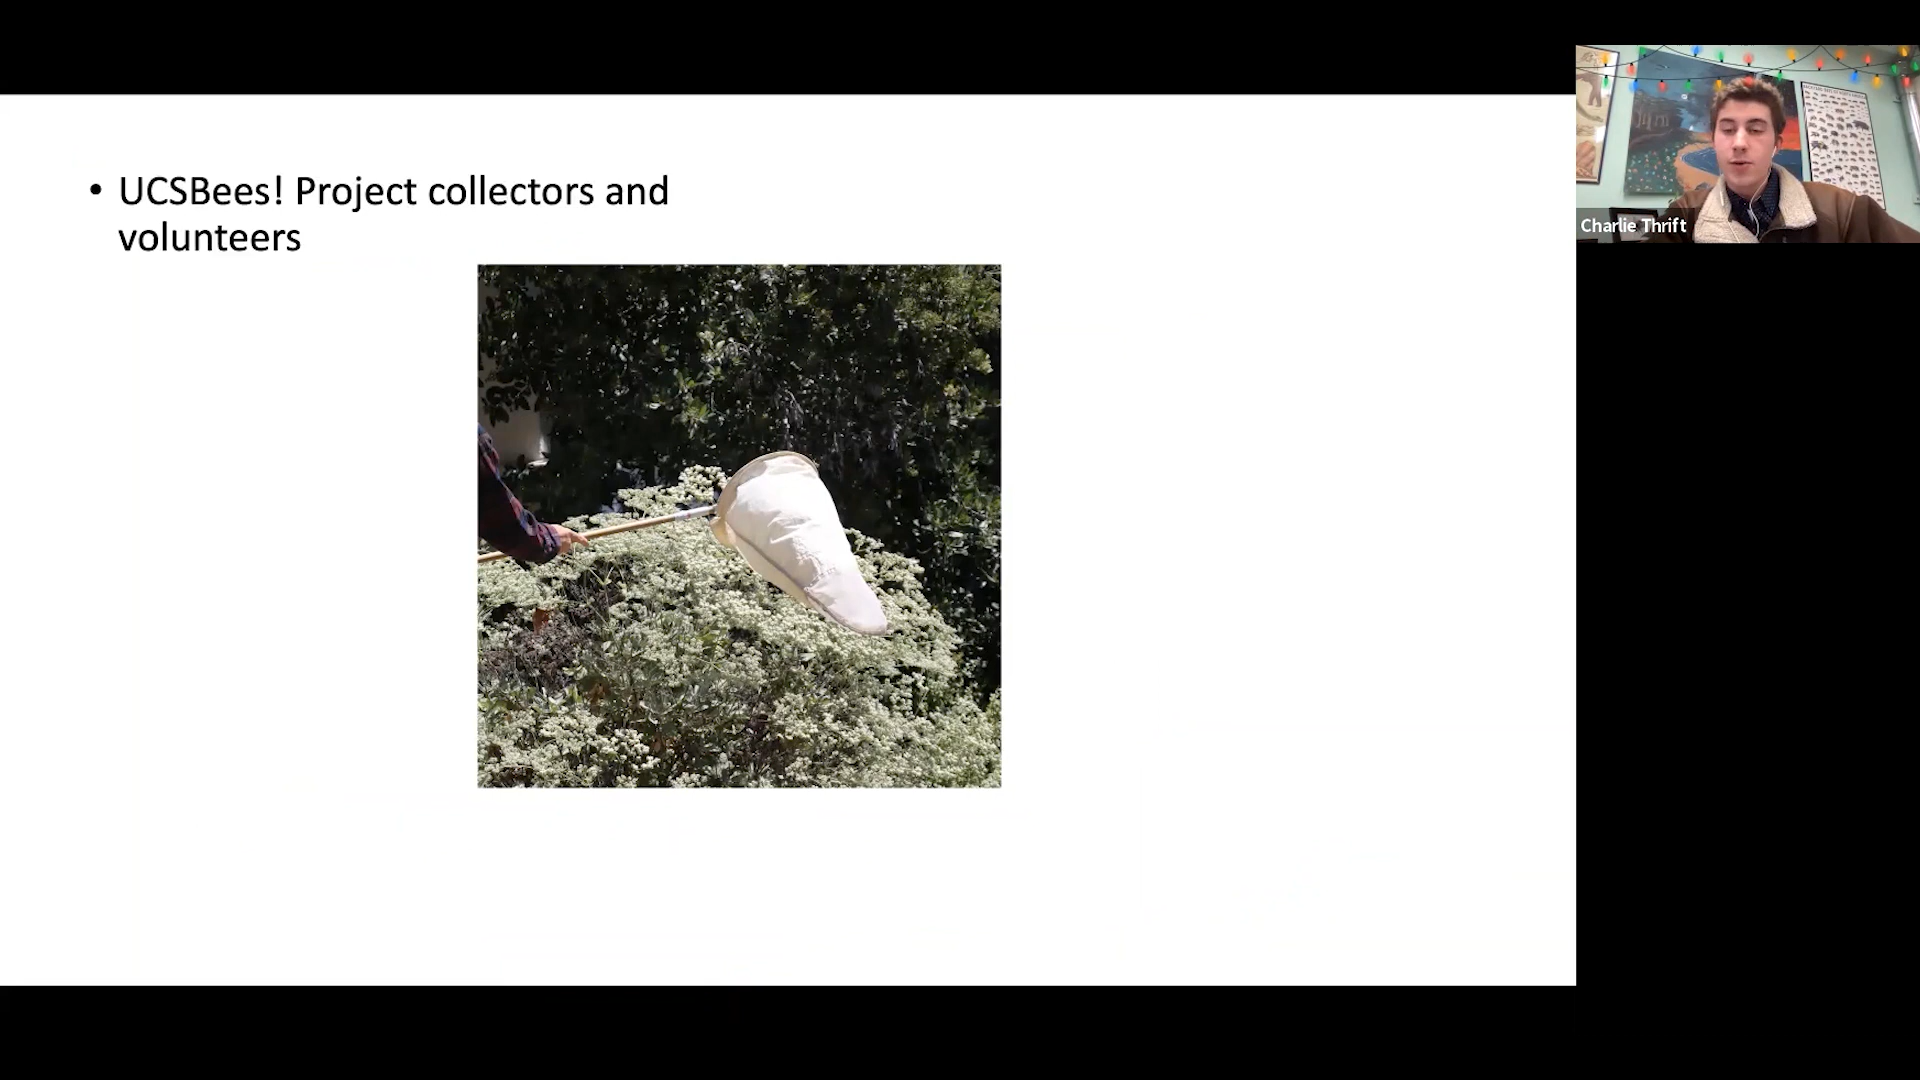 • UCSBees! Project collectors and
volunteers
Charlie Thrift